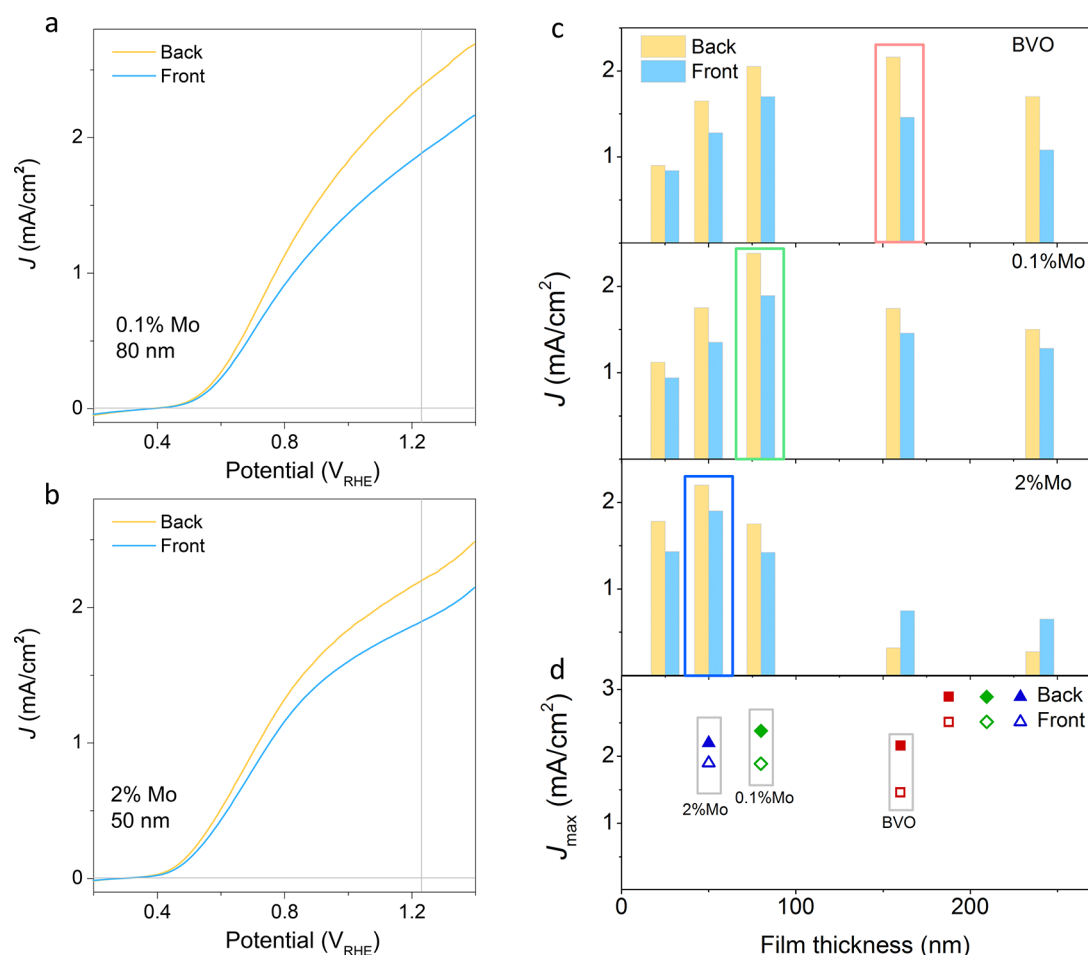 a
Back
Front
2
1
0
J (mA/cm²)
0.1% Mo
80 nm
0.4
0.8
1.2
Potential (V_RHE)
b
Back
Front
2
1
0
J (mA/cm²)
2% Mo
50 nm
0.4
0.8
1.2
Potential (V_RHE)
c
Back
Front
BVO
2
1
0.1%Mo
2
1
J (mA/cm²)
2%Mo
2
1
d
3
2
1
J_max (mA/cm²)
Back
Front
2%Mo
0.1%Mo
BVO
0
100
200
Film thickness (nm)